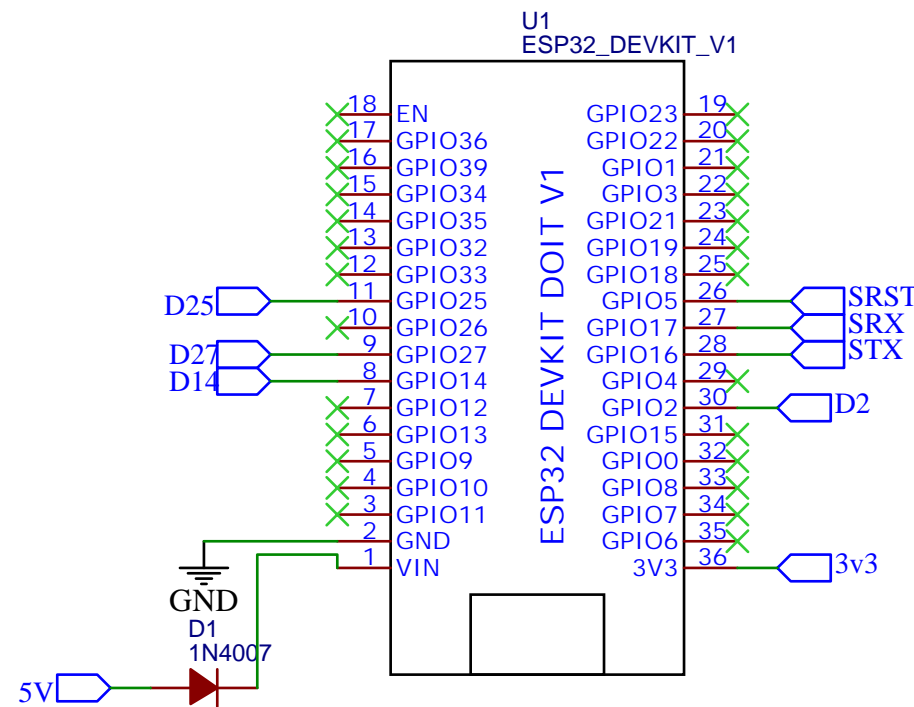 U1
ESP32_DEVKIT_V1
18 EN GPIO23 19
17 GPIO36 GPIO22 20
16 GPIO39 GPIO1 21
15 GPIO34 GPIO3 22
14 GPIO35 GPIO21 23
13 GPIO32 GPIO19 24
12 GPIO33 GPIO18 25
D25 11 GPIO25 GPIO5 26 SRST
10 GPIO26 GPIO17 27 SRX
D27 9 GPIO27 GPIO16 28 STX
D14 8 GPIO14 GPIO4 29
7 GPIO12 GPIO2 30 D2
6 GPIO13 GPIO15 31
5 GPIO9 GPIO0 32
4 GPIO10 GPIO8 33
3 GPIO11 GPIO7 34
2 GND GPIO6 35
1 VIN 3V3 36 3v3
ESP32 DEVKIT DOIT V1
GND
D1
1N4007
5V